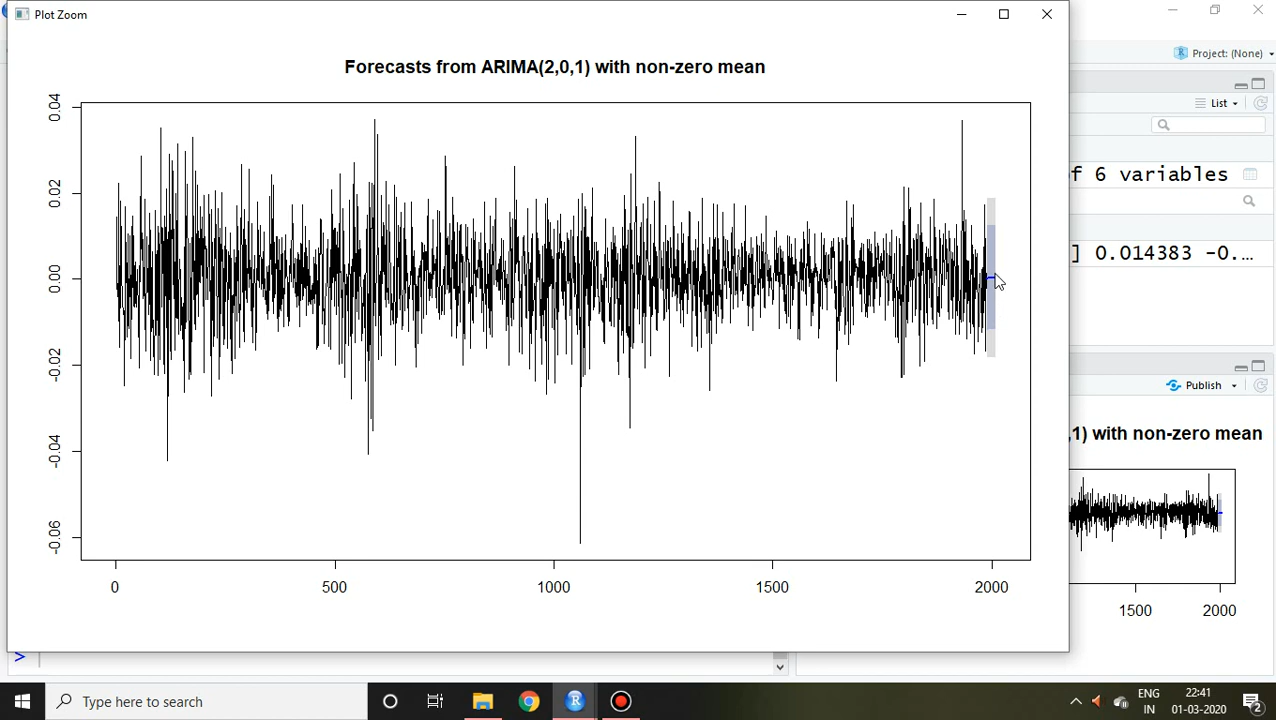 Plot Zoom
Project: (None)
Forecasts from ARIMA(2,0,1) with non-zero mean
List
f 6 variables
] 0.014383 -0....
0.04
0.02
0.00
-0.02
-0.04
-0.06
0 500 1000 1500 2000
Publish
,1) with non-zero mean
1500 2000
>
Type here to search
ENG
IN
22:41
01-03-2020
2